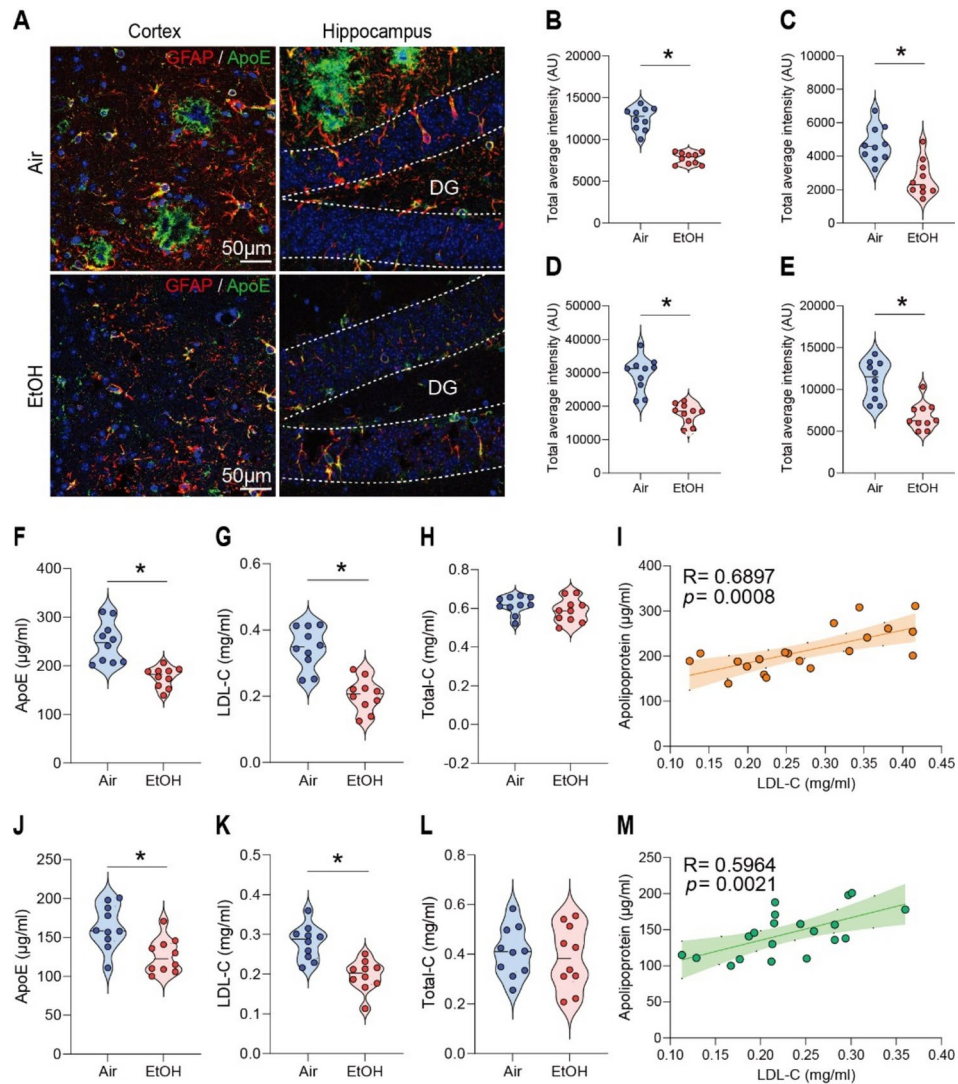 A
Cortex
Hippocampus
Air
EtOH
GFAP / ApoE
50μm
DG
GFAP / ApoE
50μm
DG
B
Total average intensity (AU)
20000
15000
10000
5000
0
*
Air EtOH
C
Total average intensity (AU)
10000
8000
6000
4000
2000
0
*
Air EtOH
D
Total average intensity (AU)
50000
40000
30000
20000
10000
0
*
Air EtOH
E
Total average intensity (AU)
20000
15000
10000
5000
0
*
Air EtOH
F
ApoE (μg/ml)
400
300
200
100
0
*
Air EtOH
G
LDL-C (mg/ml)
0.6
0.4
0.2
0.0
*
Air EtOH
H
Total-C (mg/ml)
0.8
0.6
0.4
0.2
0.0
-0.2
Air EtOH
I
Apolipoprotein (μg/ml)
400
300
200
100
0
R= 0.6897
p= 0.0008
0.10 0.15 0.20 0.25 0.30 0.35 0.40 0.45
LDL-C (mg/ml)
J
ApoE (μg/ml)
250
200
150
100
50
0
*
Air EtOH
K
LDL-C (mg/ml)
0.5
0.4
0.3
0.2
0.1
0.0
*
Air EtOH
L
Total-C (mg/ml)
0.8
0.6
0.4
0.2
0.0
Air EtOH
M
Apolipoprotein (μg/ml)
250
200
150
100
50
0
R= 0.5964
p= 0.0021
0.10 0.15 0.20 0.25 0.30 0.35 0.40
LDL-C (mg/ml)